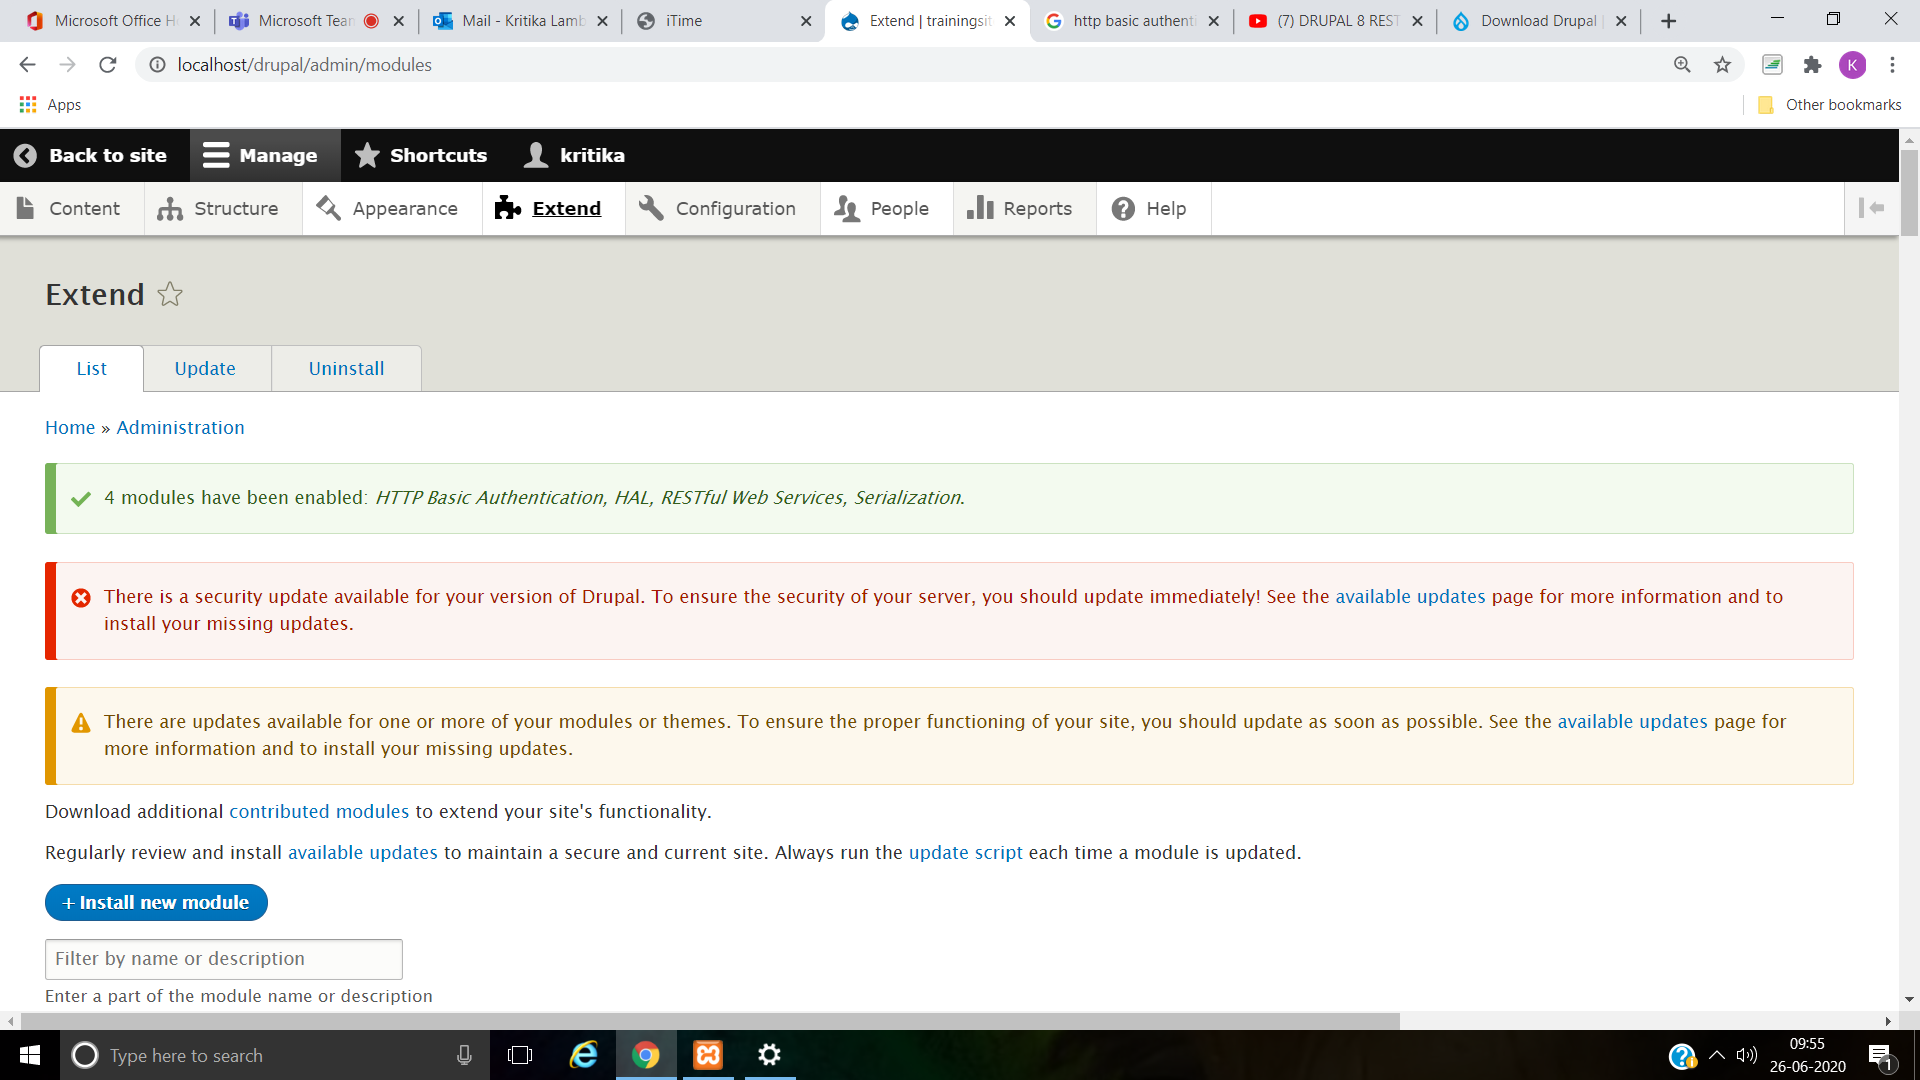 Microsoft Office H
Microsoft Tean
Mail - Kritika Lamb
iTime
Extend | trainingsit
http basic authenti
(7) DRUPAL 8 REST
Download Drupal |
localhost/drupal/admin/modules
K
Apps
Other bookmarks
Back to site
Manage
Shortcuts
kritika
Content
Structure
Appearance
Extend
Configuration
People
Reports
Help
Extend
List
Update
Uninstall
Home » Administration
4 modules have been enabled: HTTP Basic Authentication, HAL, RESTful Web Services, Serialization.
There is a security update available for your version of Drupal. To ensure the security of your server, you should update immediately! See the available updates page for more information and to
install your missing updates.
There are updates available for one or more of your modules or themes. To ensure the proper functioning of your site, you should update as soon as possible. See the available updates page for
more information and to install your missing updates.
Download additional contributed modules to extend your site's functionality.
Regularly review and install available updates to maintain a secure and current site. Always run the update script each time a module is updated.
+ Install new module
Filter by name or description
Enter a part of the module name or description
Type here to search
09:55
26-06-2020
1